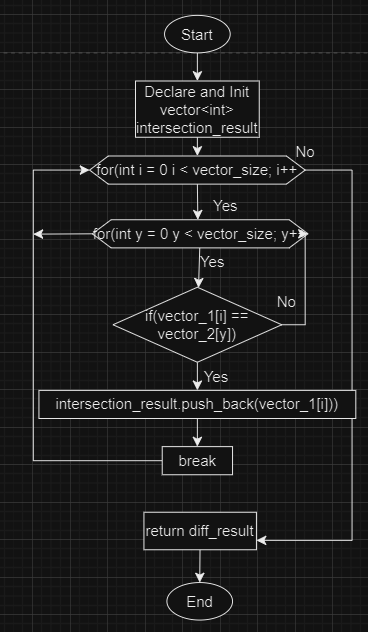 Start
Declare and Init
vector<int>
intersection_result
for(int i = 0 i < vector_size; i++
No
Yes
for(int y = 0 y < vector_size; y++
Yes
if(vector_1[i] ==
vector_2[y])
No
Yes
intersection_result.push_back(vector_1[i]))
break
return diff_result
End